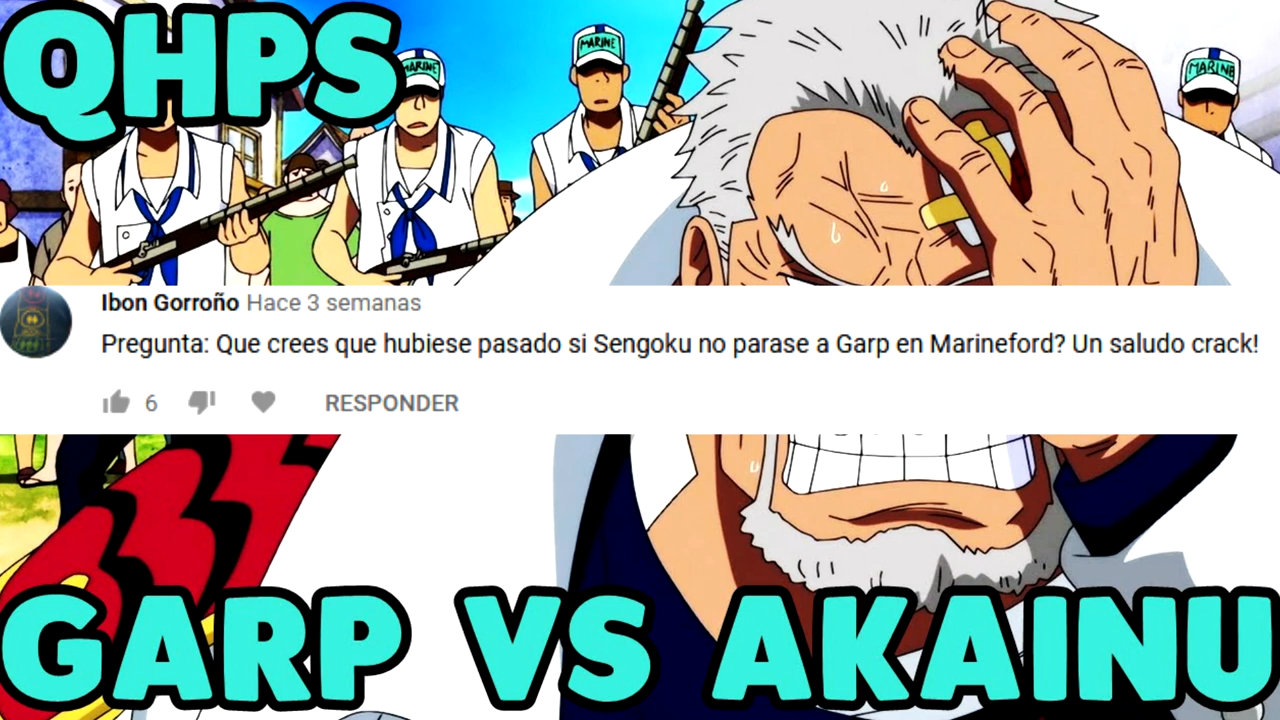 QHPS
MARINE
MARINE
MARINE
Ibon Gorroño Hace 3 semanas
Pregunta: Que crees que hubiese pasado si Sengoku no parase a Garp en Marineford? Un saludo crack!
6
RESPONDER
GARP VS AKAINU